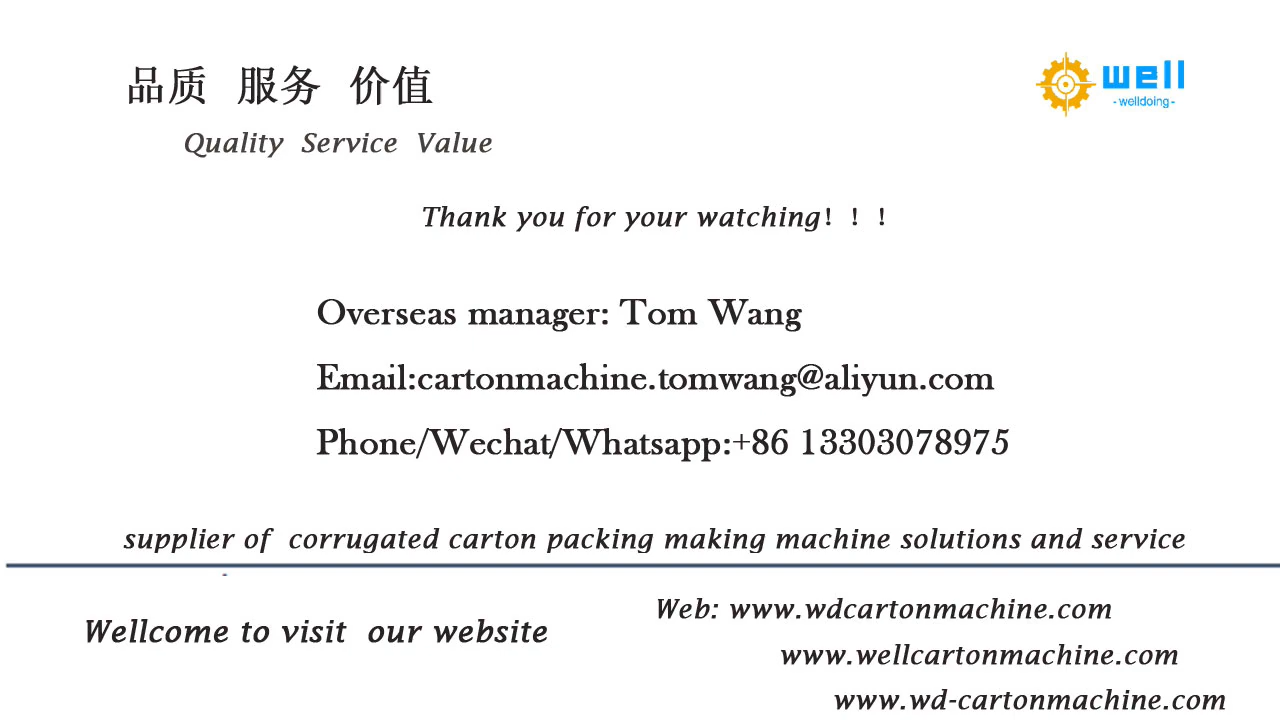 品质 服务 价值
well
-welldoing-
Quality Service Value
Thank you for your watching！！！
Overseas manager: Tom Wang
Email:cartonmachine.tomwang@aliyun.com
Phone/Wechat/Whatsapp:+86 13303078975
supplier of corrugated carton packing making machine solutions and service
Wellcome to visit our website
Web: www.wdcartonmachine.com
www.wellcartonmachine.com
www.wd-cartonmachine.com